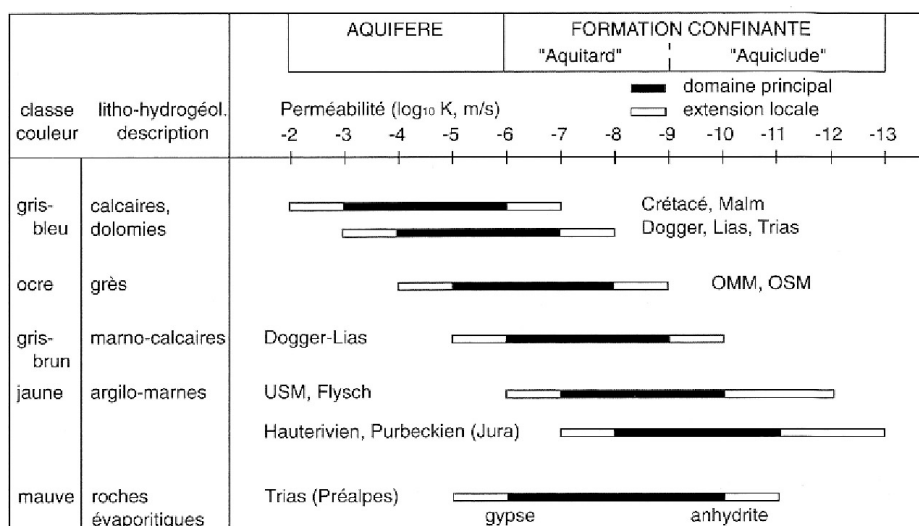 AQUIFERE FORMATION CONFINANTE
"Aquitard" "Aquiclude"
domaine principal
classe litho-hydrogéol. Perméabilité (log₁₀ K, m/s) extension locale
couleur description -2 -3 -4 -5 -6 -7 -8 -9 -10 -11 -12 -13
gris- calcaires, Crétacé, Malm
bleu dolomies Dogger, Lias, Trias
ocre grès OMM, OSM
gris- marno-calcaires Dogger-Lias
brun
jaune argilo-marnes USM, Flysch
Hauterivien, Purbeckien (Jura)
mauve roches Trias (Préalpes)
évaporitiques gypse anhydrite